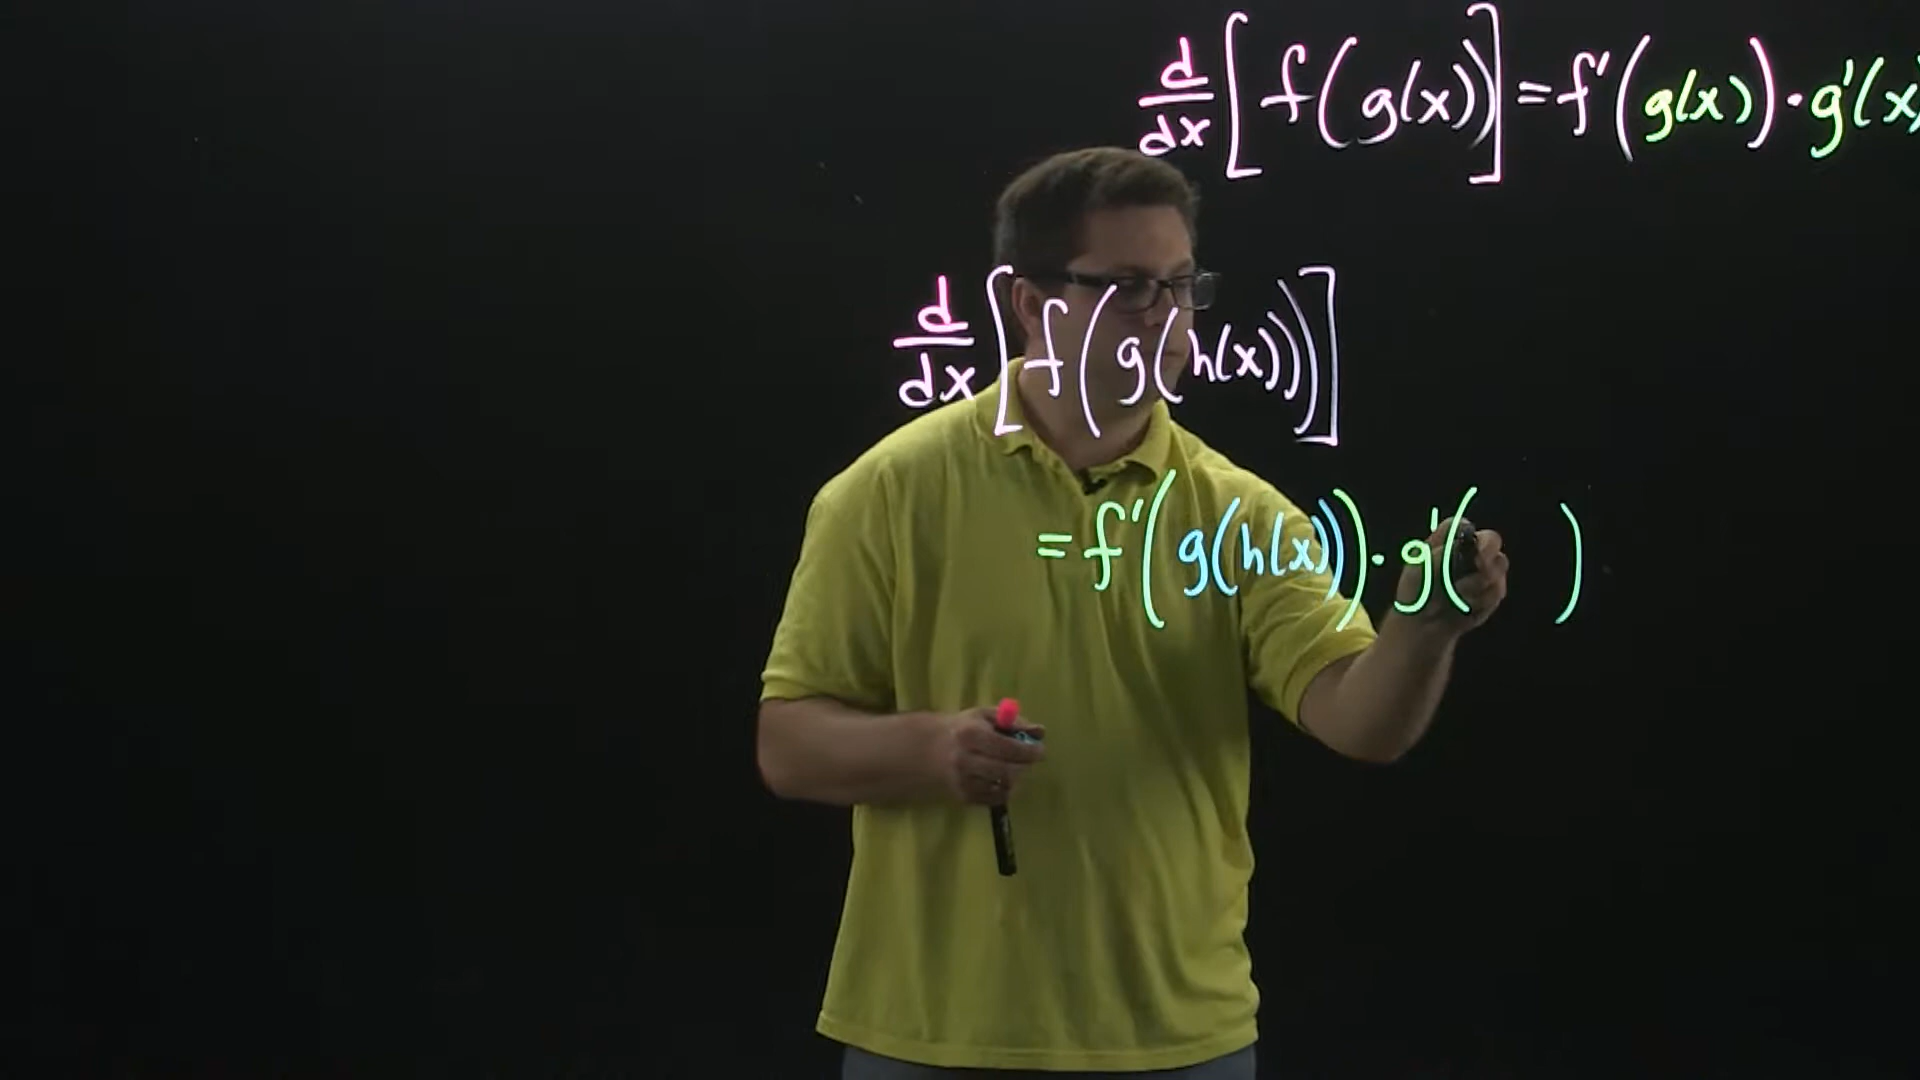 d/dx [f(g(x))] = f'(g(x)) · g'(x)
d/dx [f(g(h(x)))]
= f'(g(h(x))) · g'( )